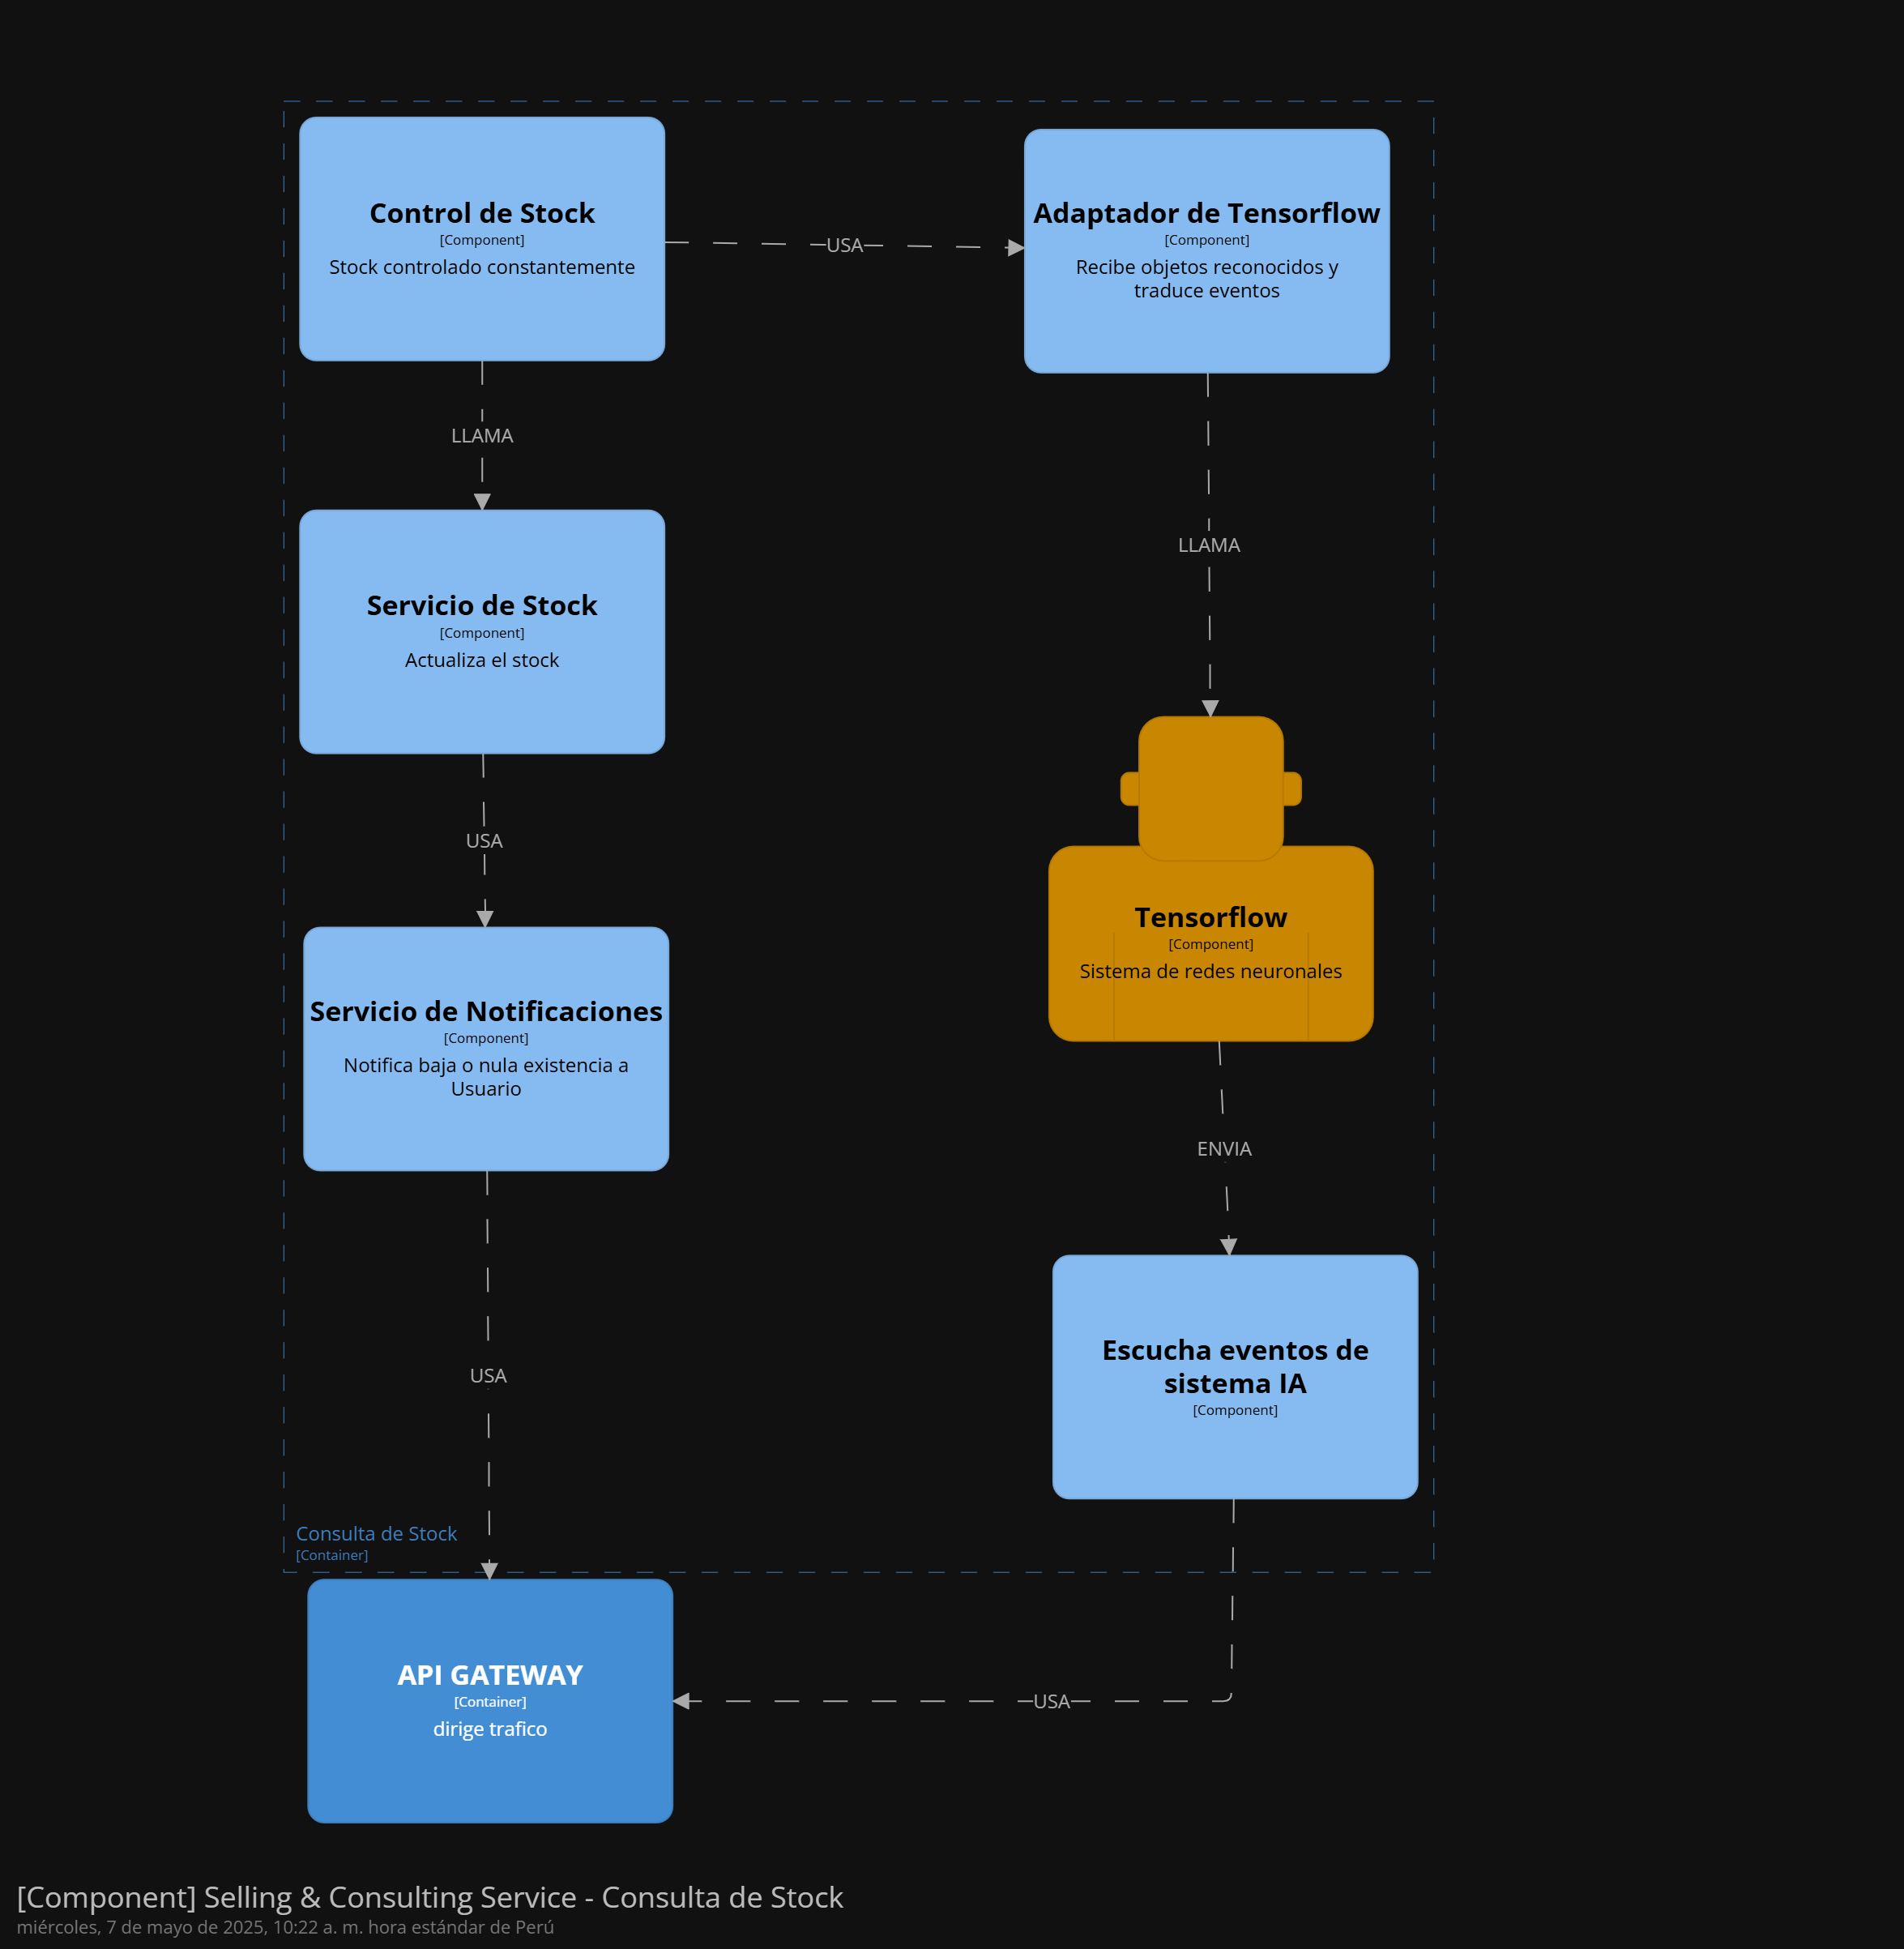 Control de Stock
[Component]
Stock controlado constantemente
USA
Adaptador de Tensorflow
[Component]
Recibe objetos reconocidos y
traduce eventos
LLAMA
LLAMA
Servicio de Stock
[Component]
Actualiza el stock
USA
Tensorflow
[Component]
Sistema de redes neuronales
Servicio de Notificaciones
[Component]
Notifica baja o nula existencia a
Usuario
ENVIA
USA
Escucha eventos de
sistema IA
[Component]
Consulta de Stock
[Container]
API GATEWAY
[Container]
dirige trafico
USA
[Component] Selling & Consulting Service - Consulta de Stock
miércoles, 7 de mayo de 2025, 10:22 a. m. hora estándar de Perú